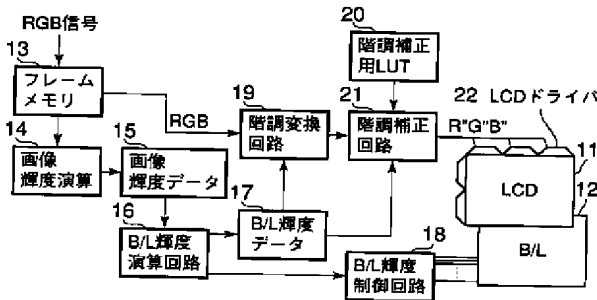 RGB信号
13
フレーム
メモリ
14
画像
輝度演算
15
画像
輝度データ
16
B/L輝度
演算回路
17
B/L輝度
データ
18
B/L輝度
制御回路
RGB
19
階調変換
回路
20
階調補正
用LUT
21
階調補正
回路
R"G"B"
22 LCDドライバ
11
LCD
12
B/L